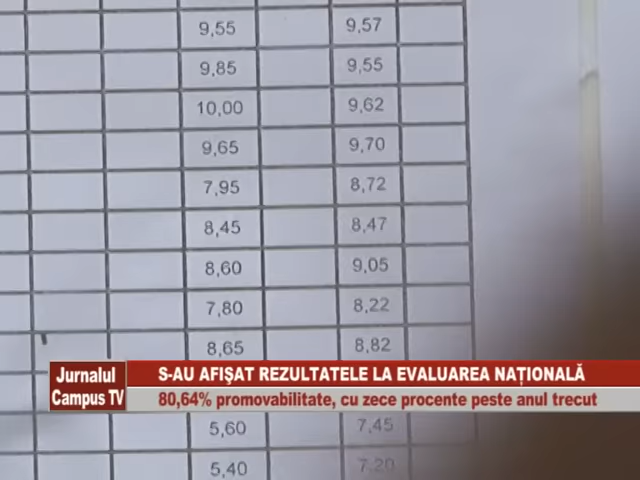 9,55 9,57
9,85 9,55
10,00 9,62
9,65 9,70
7,95 8,72
8,45 8,47
8,60 9,05
7,80 8,22
8,65 8,82
Jurnalul
Campus TV
S-AU AFIŞAT REZULTATELE LA EVALUAREA NAȚIONALĂ
80,64% promovabilitate, cu zece procente peste anul trecut
5,60 7,45
5,40 7,20